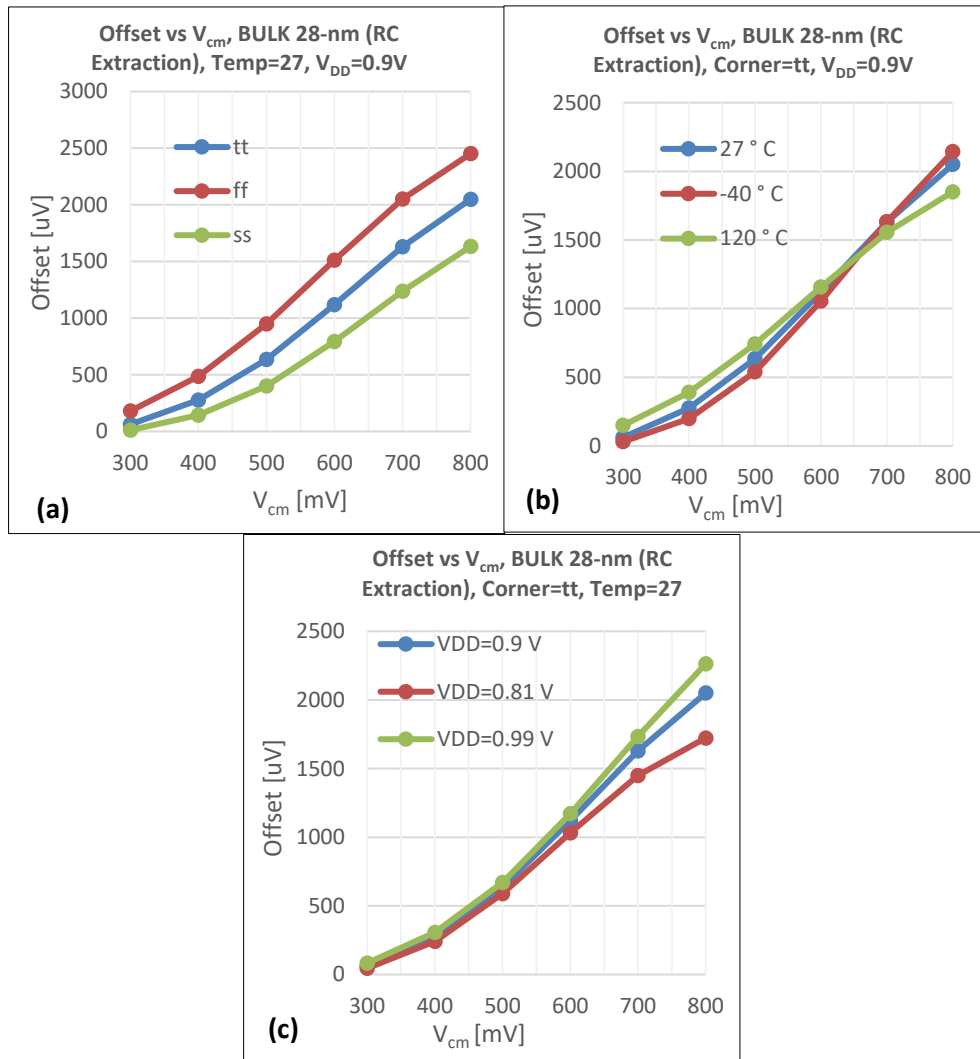 Offset vs Vcm, BULK 28-nm (RC
Extraction), Temp=27, VDD=0.9V
3000
2500
2000
1500
1000
500
0
Offset [uV]
tt
ff
ss
300 400 500 600 700 800
Vcm [mV]
(a)
Offset vs Vcm, BULK 28-nm (RC
Extraction), Corner=tt, VDD=0.9V
2500
2000
1500
1000
500
0
Offset [uV]
27 ° C
-40 ° C
120 ° C
300 400 500 600 700 800
Vcm [mV]
(b)
Offset vs Vcm, BULK 28-nm (RC
Extraction), Corner=tt, Temp=27
2500
2000
1500
1000
500
0
Offset [uV]
VDD=0.9 V
VDD=0.81 V
VDD=0.99 V
300 400 500 600 700 800
Vcm [mV]
(c)